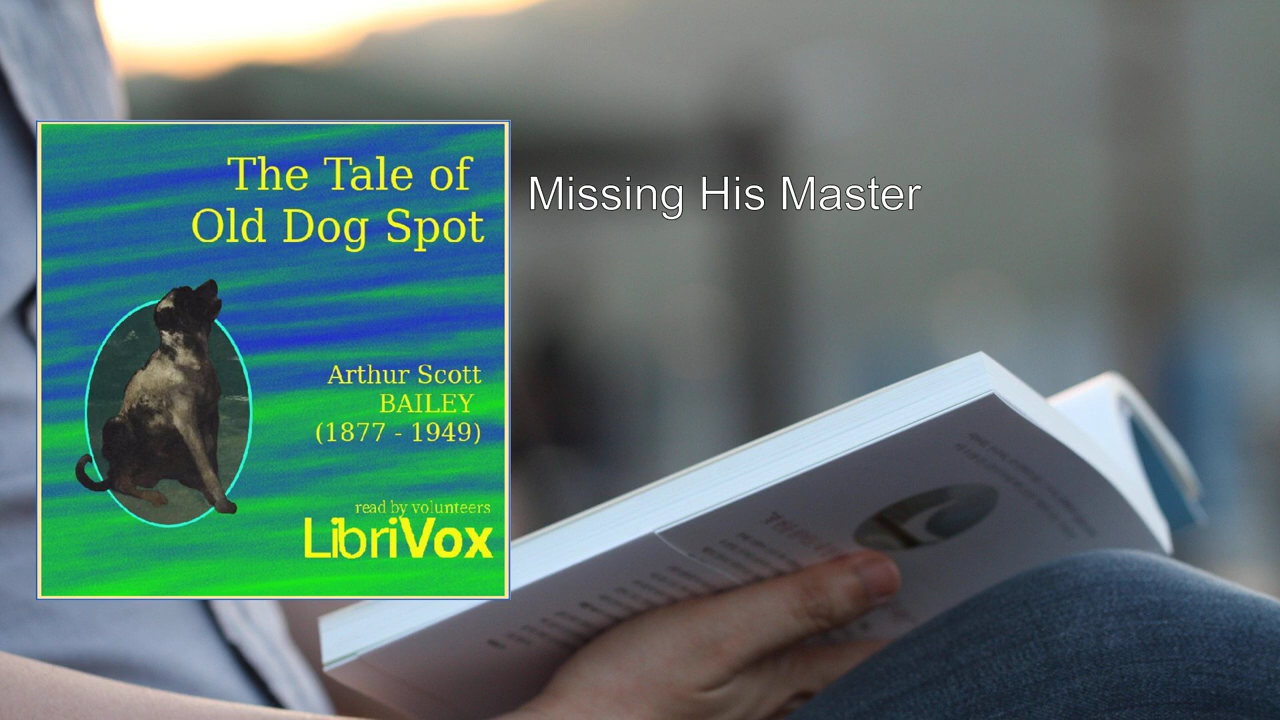 The Tale of
Old Dog Spot
Arthur Scott
BAILEY
(1877 - 1949)
read by volunteers
LibriVox
Missing His Master